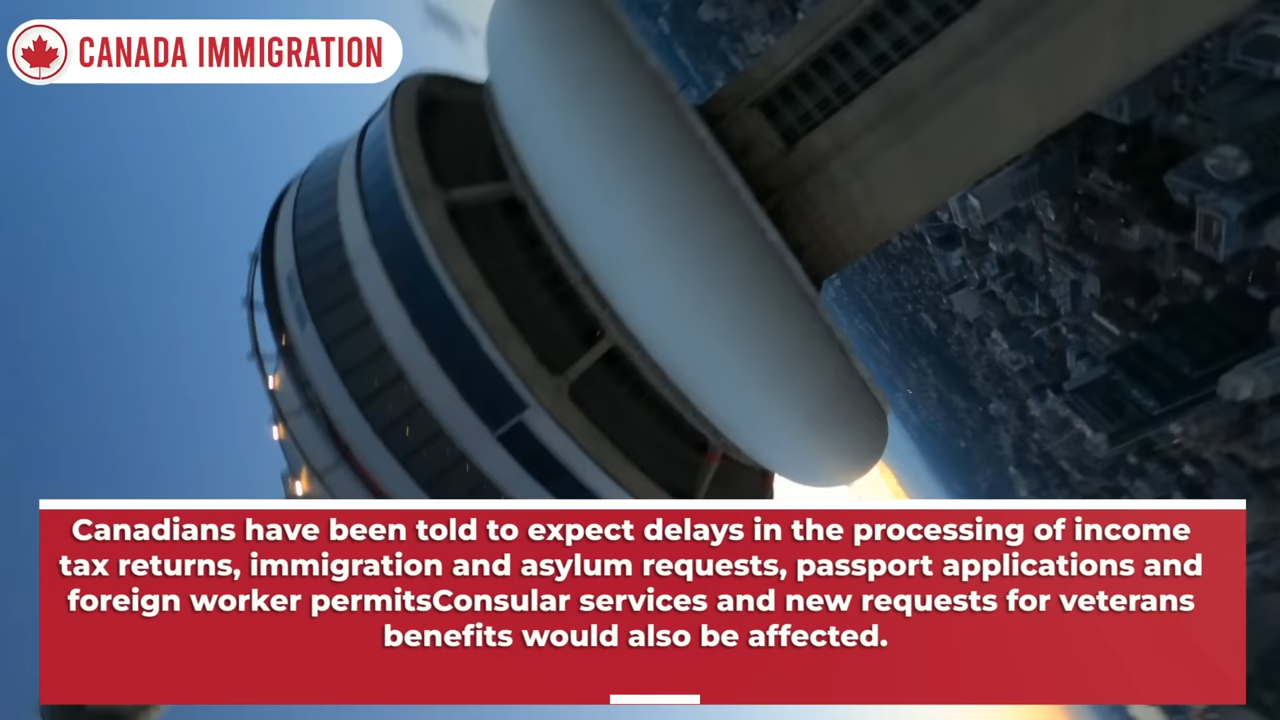 CANADA IMMIGRATION
Canadians have been told to expect delays in the processing of income
tax returns, immigration and asylum requests, passport applications and
foreign worker permitsConsular services and new requests for veterans
benefits would also be affected.